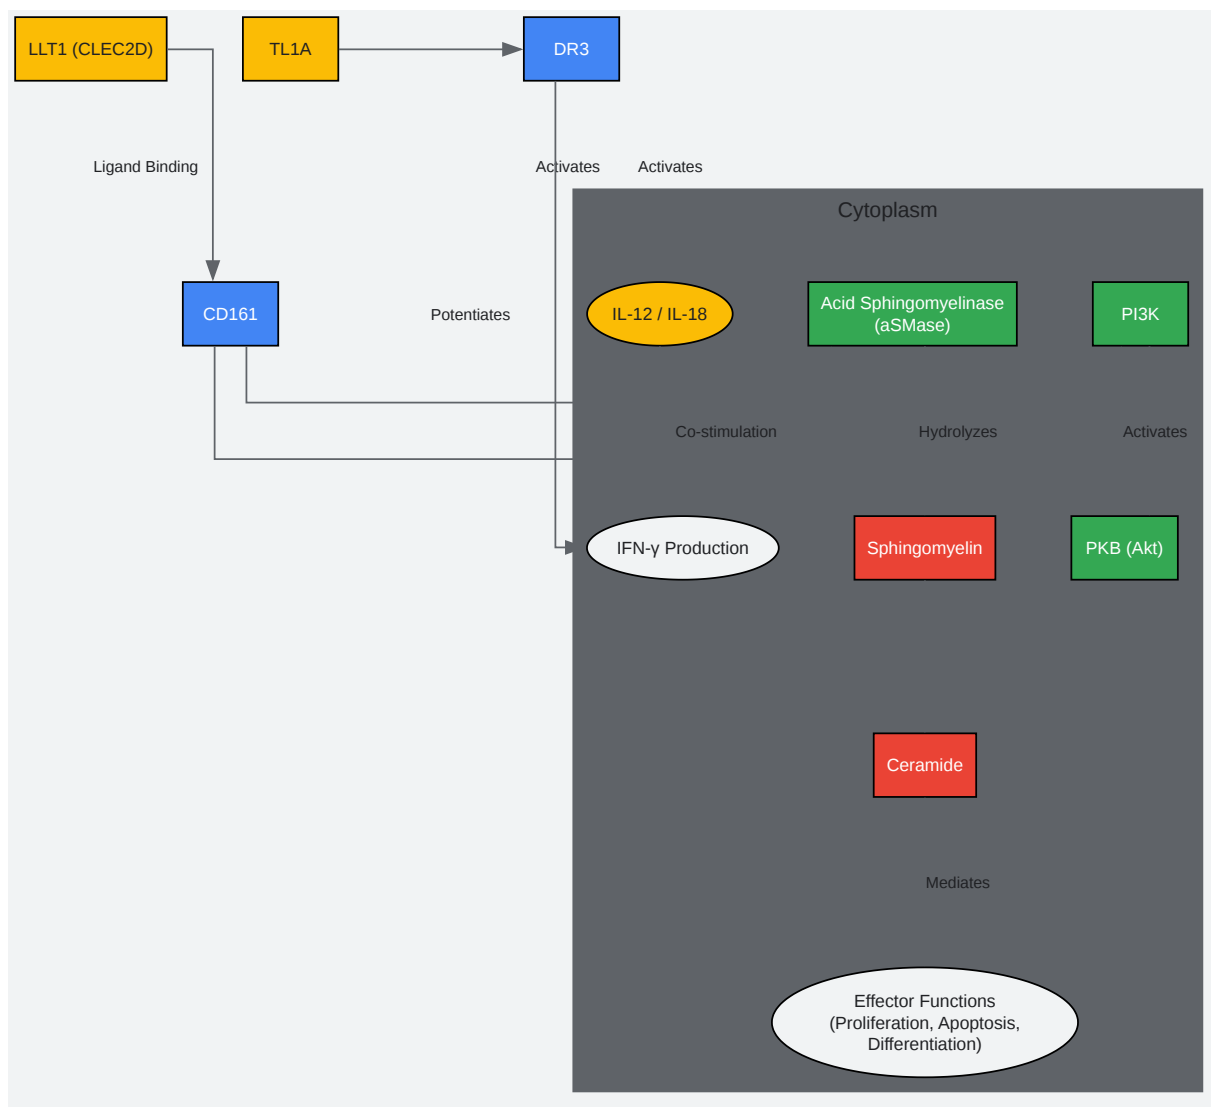 LLT1 (CLEC2D)
TL1A
DR3
Ligand Binding
Activates
Activates
Cytoplasm
CD161
Potentiates
IL-12 / IL-18
Acid Sphingomyelinase
(aSMase)
PI3K
Co-stimulation
Hydrolyzes
Activates
IFN-γ Production
Sphingomyelin
PKB (Akt)
Ceramide
Mediates
Effector Functions
(Proliferation, Apoptosis,
Differentiation)